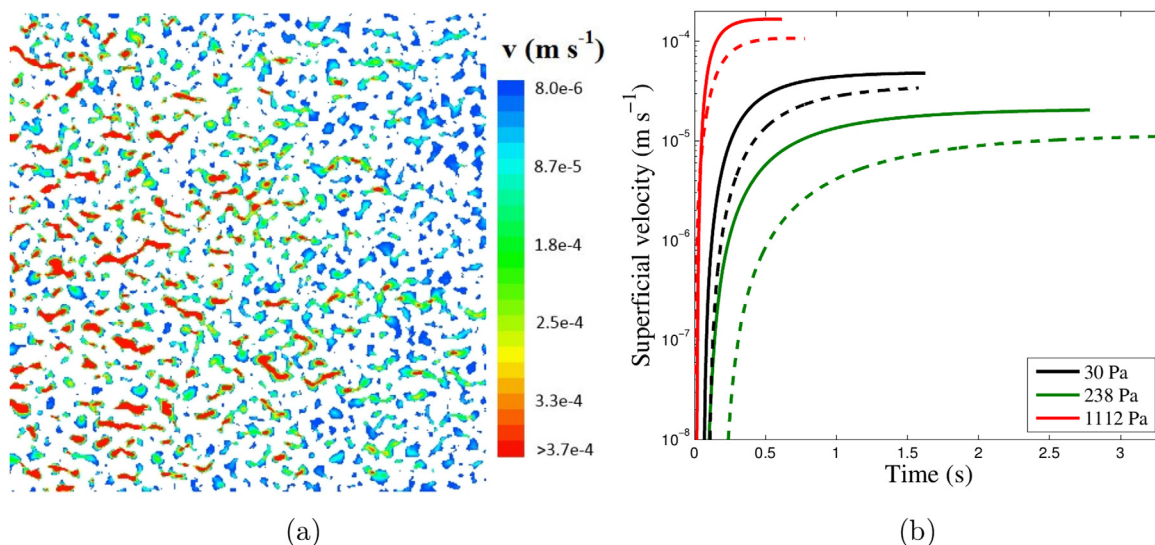 v (m s⁻¹)
8.0e-6
8.7e-5
1.8e-4
2.5e-4
3.3e-4
>3.7e-4
(a)
Superficial velocity (m s⁻¹)
10⁻⁴
10⁻⁵
10⁻⁶
10⁻⁷
10⁻⁸
0 0.5 1 1.5 2 2.5 3
Time (s)
30 Pa
238 Pa
1112 Pa
(b)